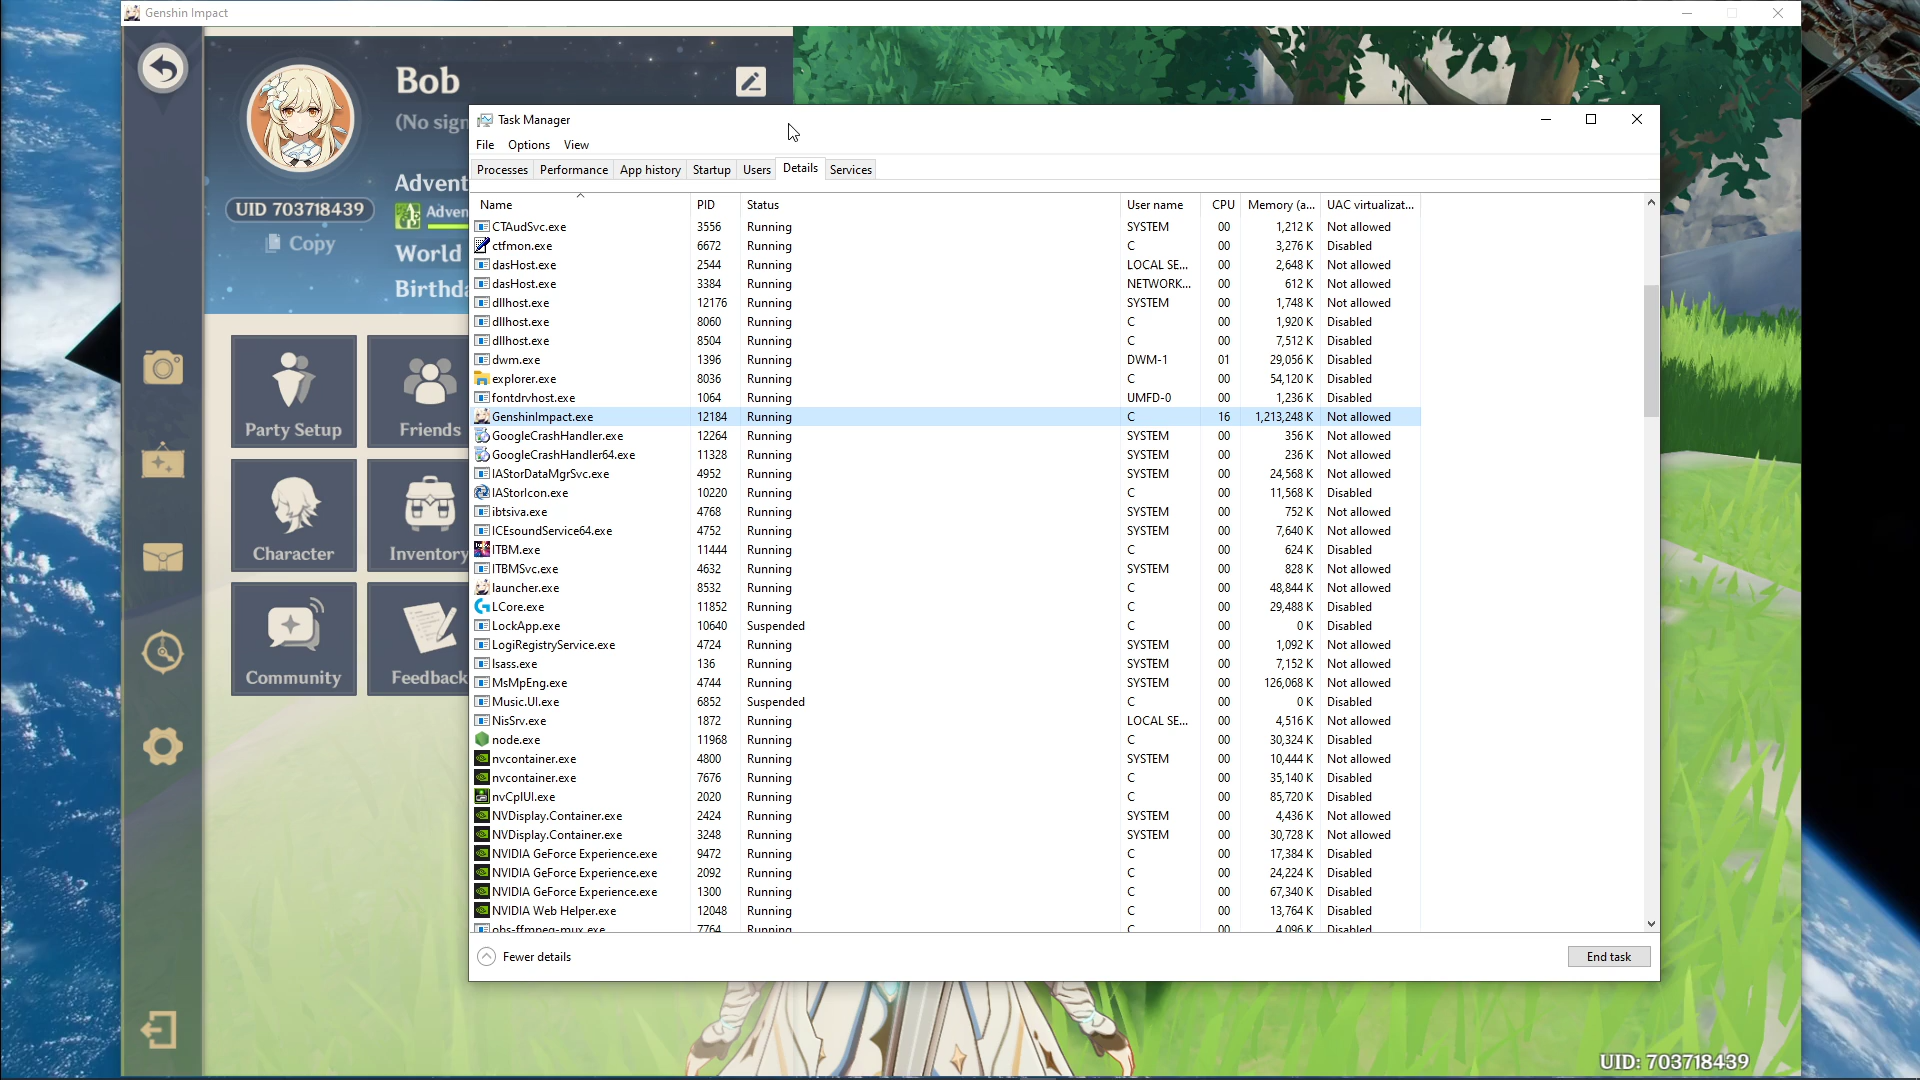 Genshin Impact
Bob
(No sign
UID 703718439
Copy
Advent
Adven
World
Birthda
Party Setup
Friends
Character
Inventory
Community
Feedback
Task Manager
File Options View
Processes Performance App history Startup Users Details Services
Name PID Status User name CPU Memory (a... UAC virtualizat...
CTAudSvc.exe 3556 Running SYSTEM 00 1,212 K Not allowed
ctfmon.exe 6672 Running C 00 3,276 K Disabled
dasHost.exe 2544 Running LOCAL SE... 00 2,648 K Not allowed
dasHost.exe 3384 Running NETWORK... 00 612 K Not allowed
dllhost.exe 12176 Running SYSTEM 00 1,748 K Not allowed
dllhost.exe 8060 Running C 00 1,920 K Disabled
dllhost.exe 8504 Running C 00 7,512 K Disabled
dwm.exe 1396 Running DWM-1 01 29,056 K Disabled
explorer.exe 8036 Running C 00 54,120 K Disabled
fontdrvhost.exe 1064 Running UMFD-0 00 1,236 K Disabled
GenshinImpact.exe 12184 Running C 16 1,213,248 K Not allowed
GoogleCrashHandler.exe 12264 Running SYSTEM 00 356 K Not allowed
GoogleCrashHandler64.exe 11328 Running SYSTEM 00 236 K Not allowed
IAStorDataMgrSvc.exe 4952 Running SYSTEM 00 24,568 K Not allowed
IAStorIcon.exe 10220 Running C 00 11,568 K Disabled
ibtsiva.exe 4768 Running SYSTEM 00 752 K Not allowed
ICEsoundService64.exe 4752 Running SYSTEM 00 7,640 K Not allowed
ITBM.exe 11444 Running C 00 624 K Disabled
ITBMSvc.exe 4632 Running SYSTEM 00 828 K Not allowed
launcher.exe 8532 Running C 00 48,844 K Not allowed
LCore.exe 11852 Running C 00 29,488 K Disabled
LockApp.exe 10640 Suspended C 00 0 K Disabled
LogiRegistryService.exe 4724 Running SYSTEM 00 1,092 K Not allowed
lsass.exe 136 Running SYSTEM 00 7,152 K Not allowed
MsMpEng.exe 4744 Running SYSTEM 00 126,068 K Not allowed
Music.UI.exe 6852 Suspended C 00 0 K Disabled
NisSrv.exe 1872 Running LOCAL SE... 00 4,516 K Not allowed
node.exe 11968 Running C 00 30,324 K Disabled
nvcontainer.exe 4800 Running SYSTEM 00 10,444 K Not allowed
nvcontainer.exe 7676 Running C 00 35,140 K Disabled
nvCplUI.exe 2020 Running C 00 85,720 K Disabled
NVDisplay.Container.exe 2424 Running SYSTEM 00 4,436 K Not allowed
NVDisplay.Container.exe 3248 Running SYSTEM 00 30,728 K Not allowed
NVIDIA GeForce Experience.exe 9472 Running C 00 17,384 K Disabled
NVIDIA GeForce Experience.exe 2092 Running C 00 24,224 K Disabled
NVIDIA GeForce Experience.exe 1300 Running C 00 67,340 K Disabled
NVIDIA Web Helper.exe 12048 Running C 00 13,764 K Disabled
obs-ffmpeg-mux.exe 7764 Running C 00 4,096 K Disabled
Fewer details
End task
UID: 703718439